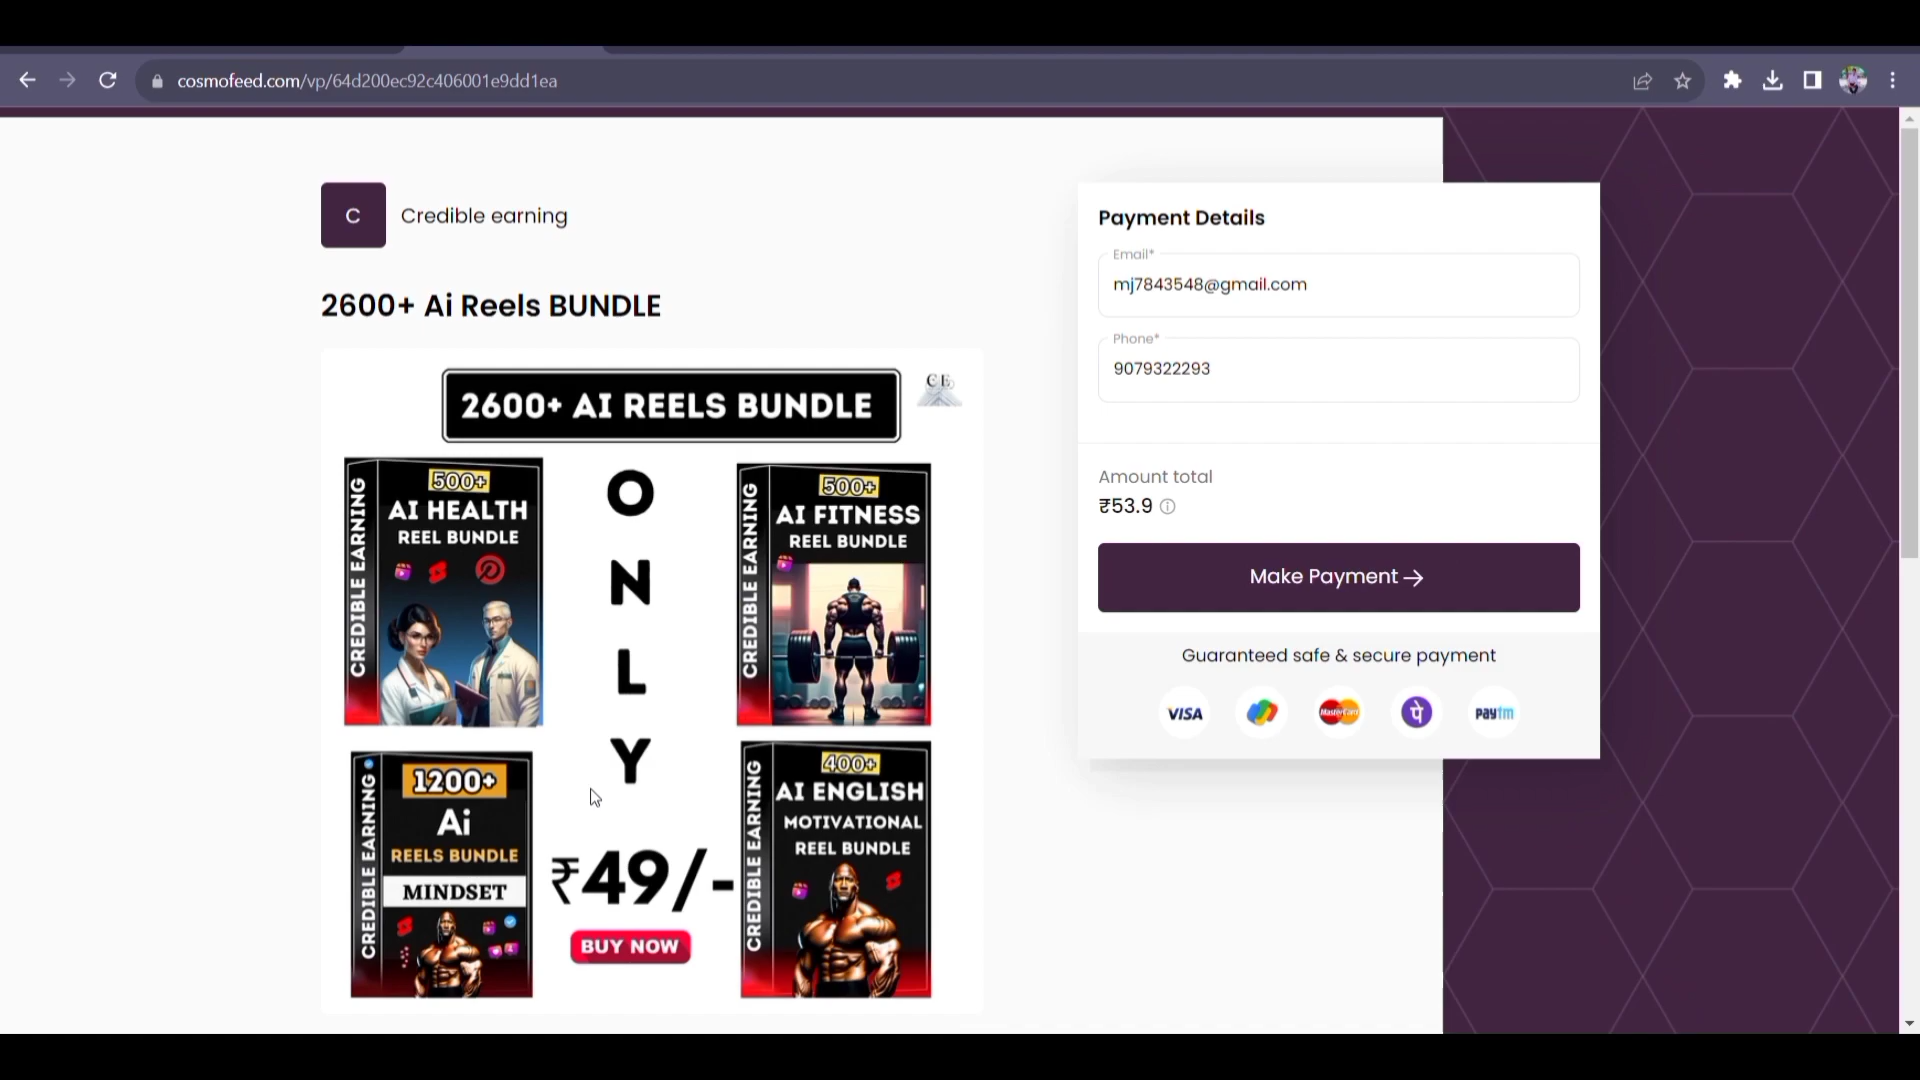 cosmofeed.com/vp/64d200ec92c406001e9dd1ea
C
Credible earning
2600+ Ai Reels BUNDLE
2600+ AI REELS BUNDLE
C E
CREDIBLE EARNING
500+
AI HEALTH
REEL BUNDLE
O
N
L
Y
CREDIBLE EARNING
500+
AI FITNESS
REEL BUNDLE
CREDIBLE EARNING
1200+
Ai
REELS BUNDLE
MINDSET
₹49/-
BUY NOW
CREDIBLE EARNING
400+
AI ENGLISH
MOTIVATIONAL
REEL BUNDLE
Payment Details
Email*
mj7843548@gmail.com
Phone*
9079322293
Amount total
₹53.9
Make Payment →
Guaranteed safe & secure payment
VISA
MasterCard
पे
paytm